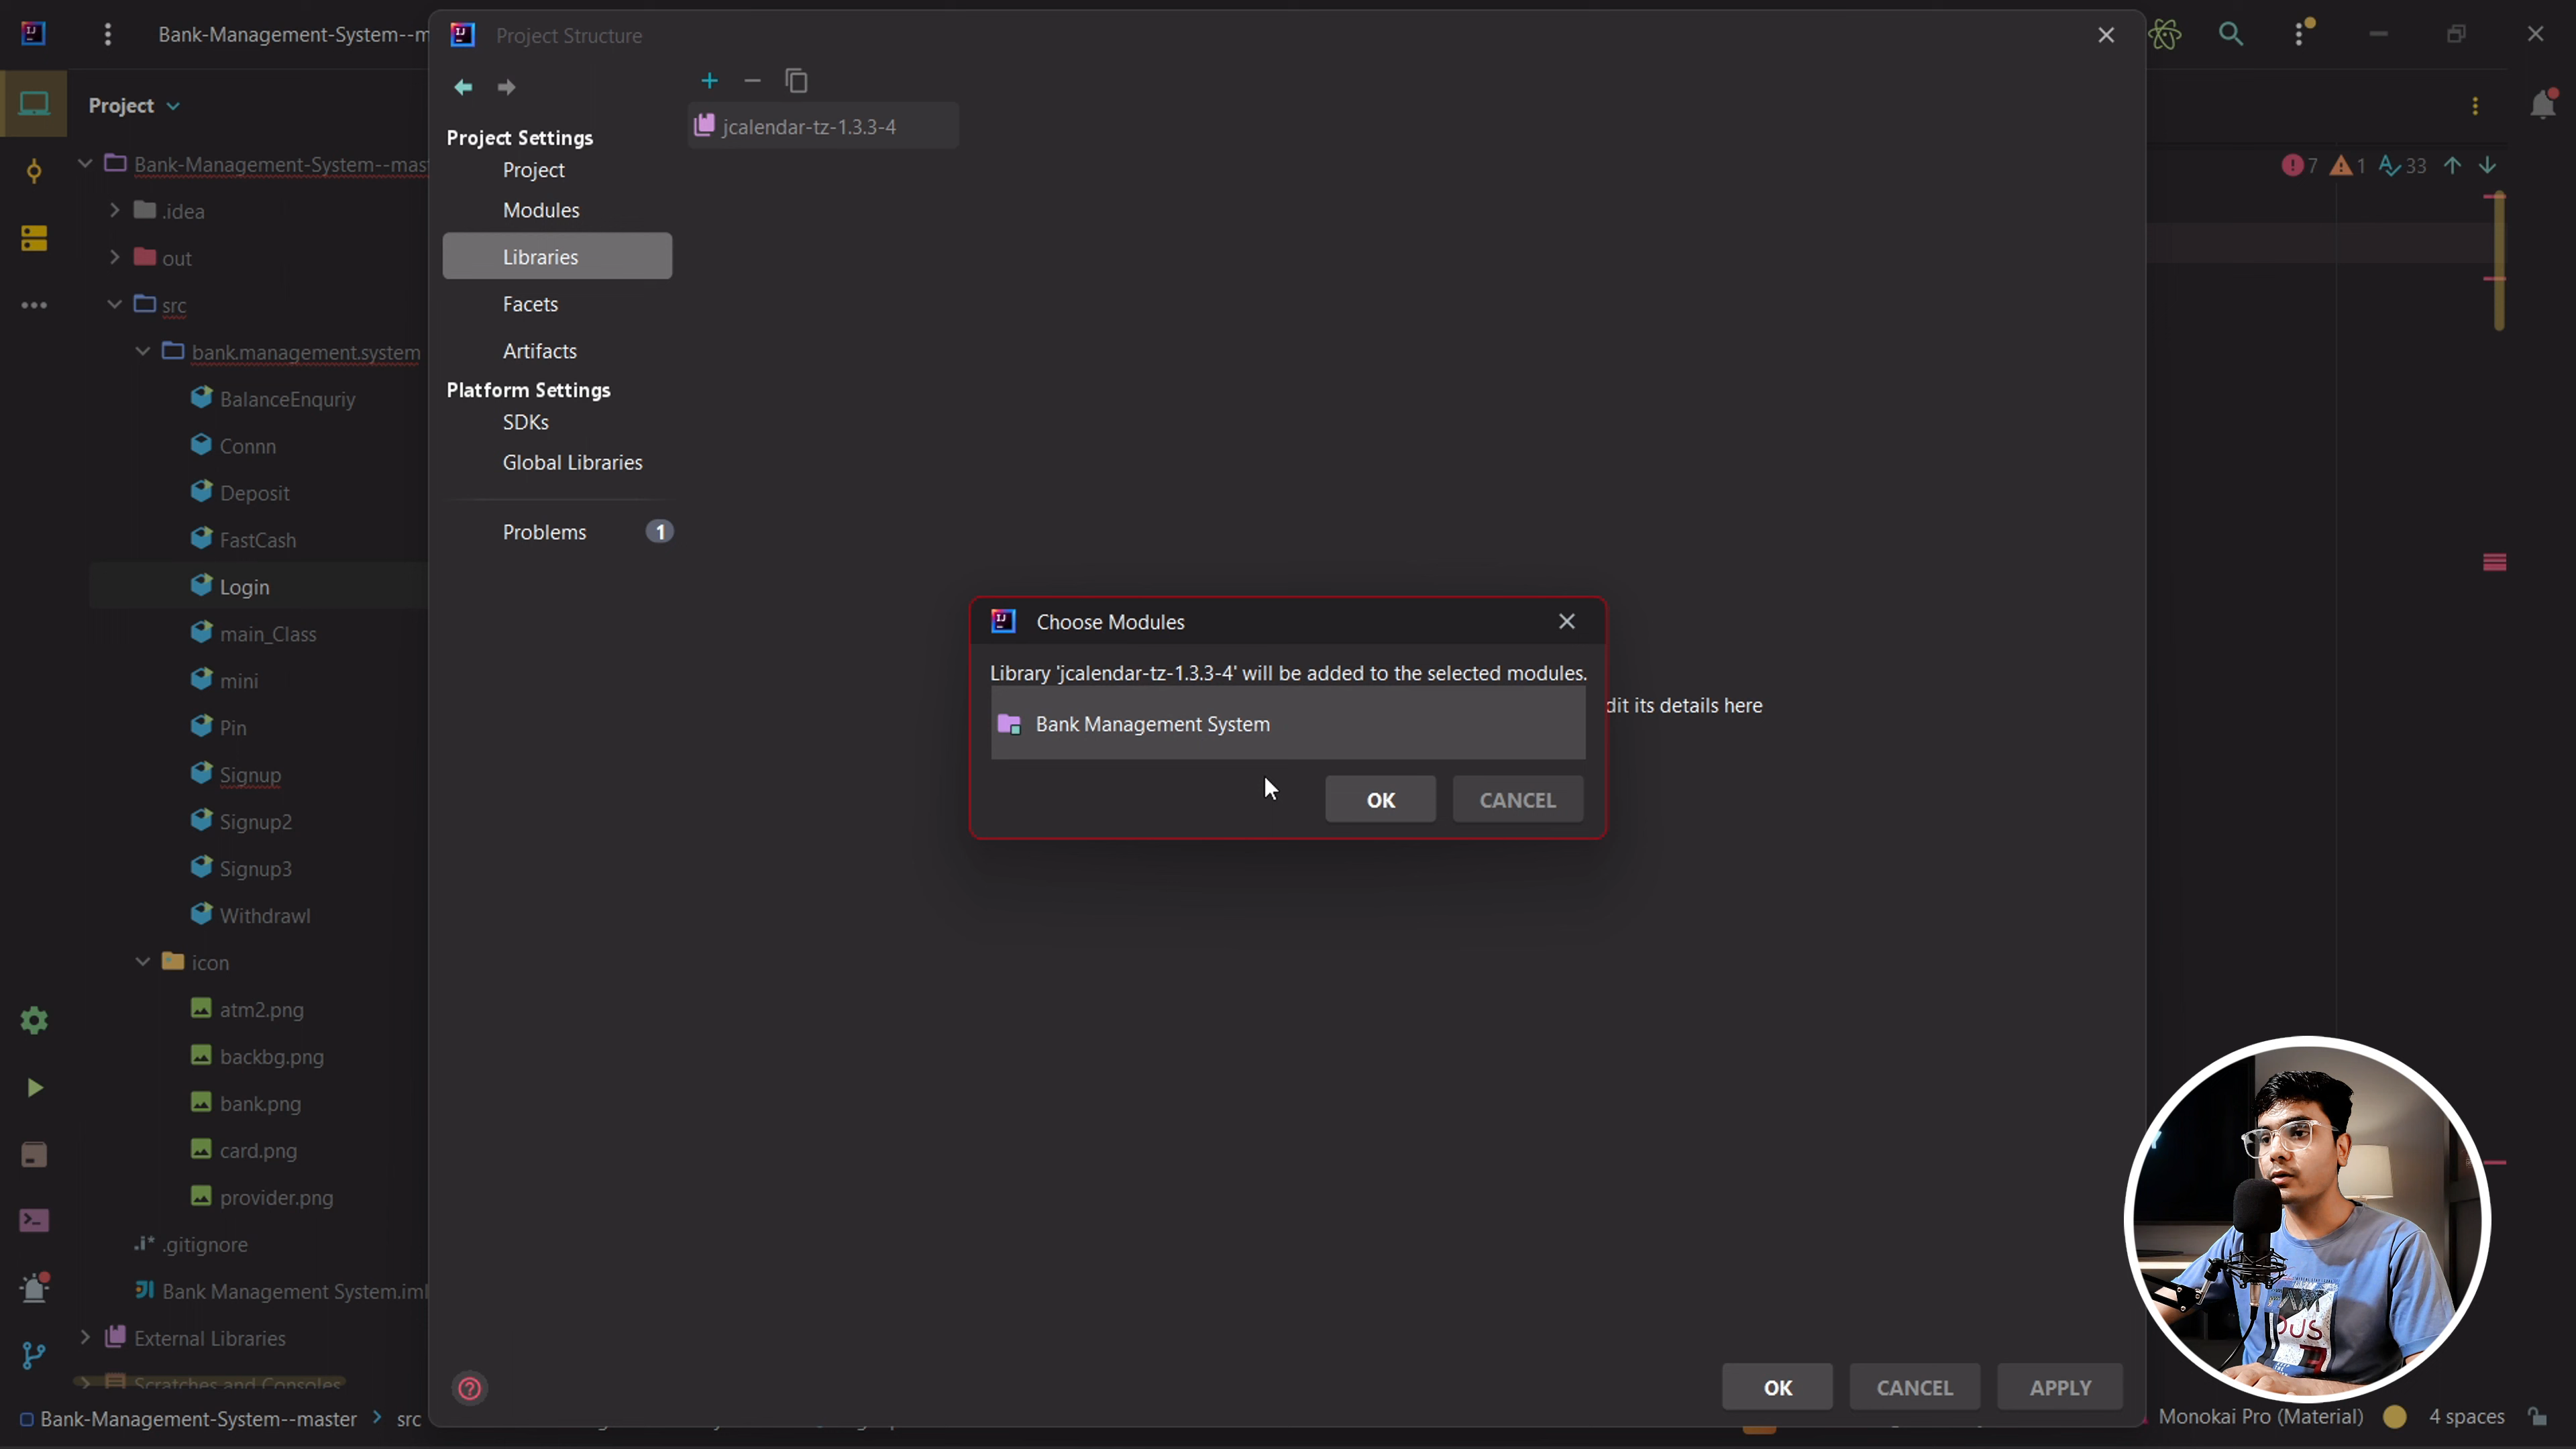 Bank-Management-System--m
Project Structure
Project
jcalendar-tz-1.3.3-4
Project Settings
Project
Modules
Libraries
Facets
Artifacts
Platform Settings
SDKs
Global Libraries
Problems 1
Bank-Management-System--mast
.idea
out
src
bank.management.system
BalanceEnquriy
Connn
Deposit
FastCash
Login
main_Class
mini
Pin
Signup
Signup2
Signup3
Withdrawl
icon
atm2.png
backbg.png
bank.png
card.png
provider.png
.gitignore
Bank Management System.iml
External Libraries
Scratches and Consoles
7 1 33
Choose Modules
Library 'jcalendar-tz-1.3.3-4' will be added to the selected modules.
Bank Management System
dit its details here
OK CANCEL
OK CANCEL APPLY
Bank-Management-System--master > src
Monokai Pro (Material) 4 spaces